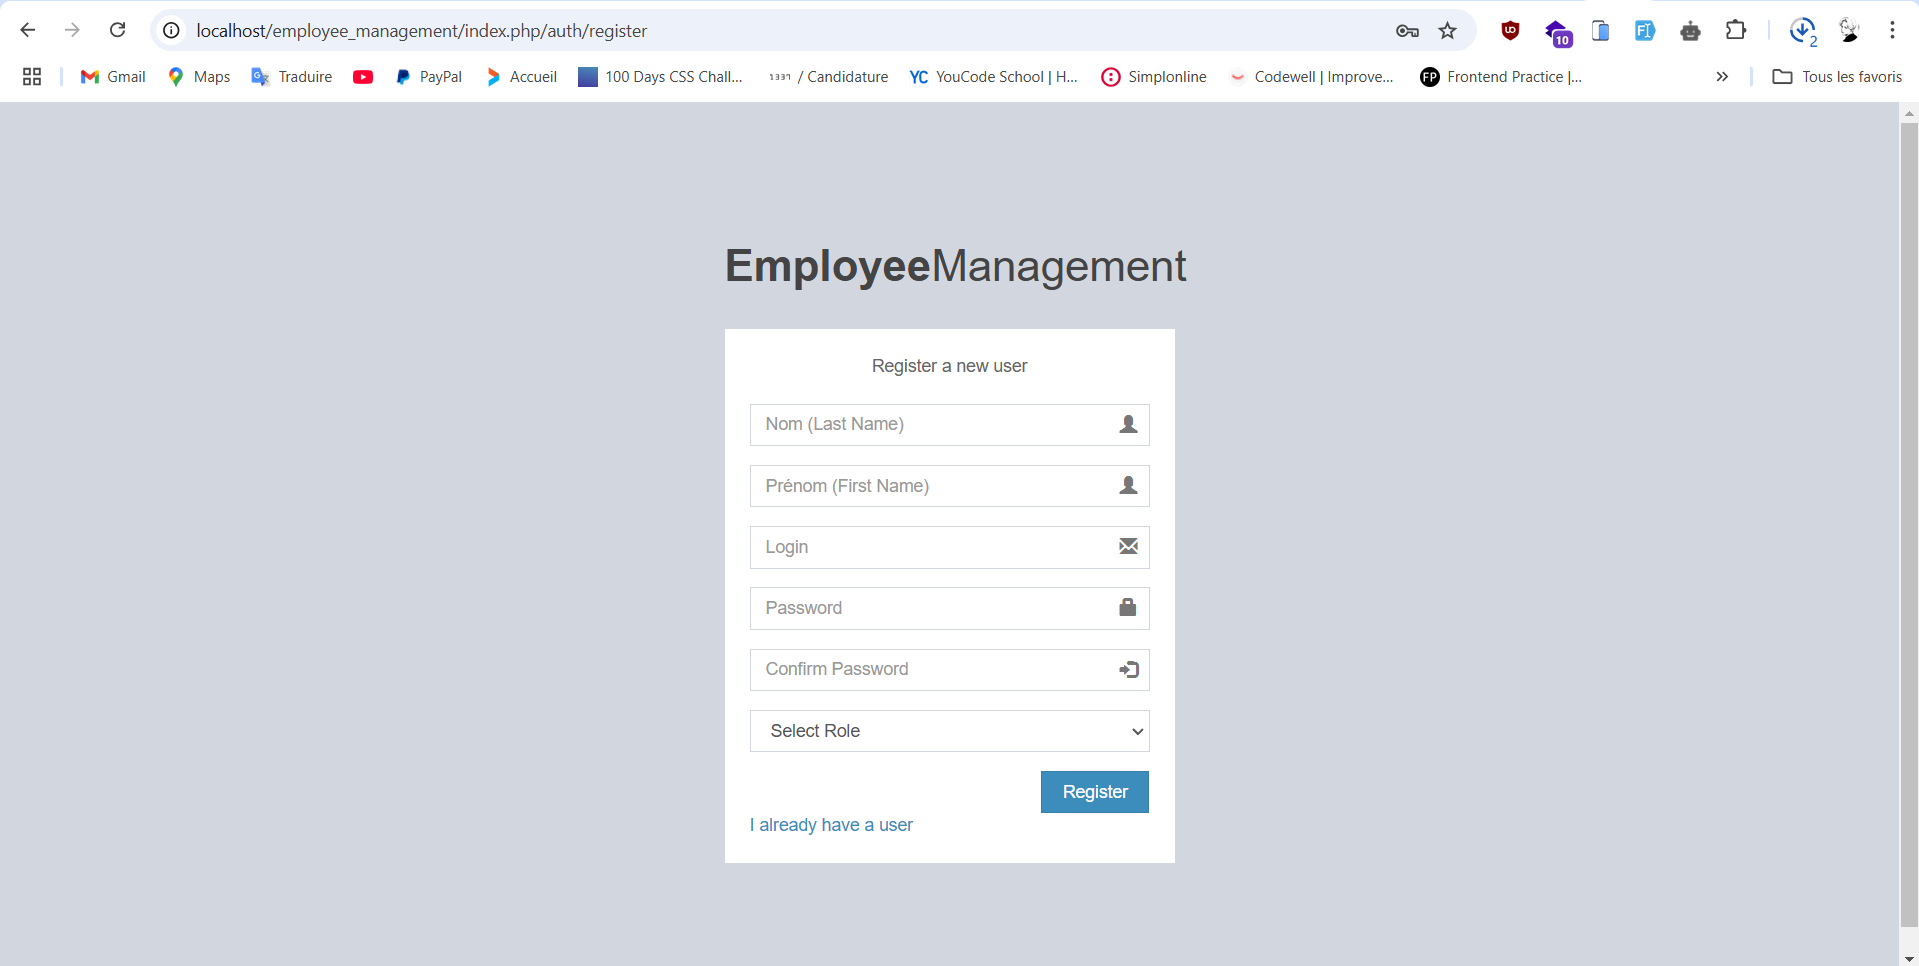 localhost/employee_management/index.php/auth/register
10
2
Gmail
Maps
Traduire
PayPal
Accueil
100 Days CSS Chall...
1337 / Candidature
YC YouCode School | H...
Simplonline
Codewell | Improve...
FP Frontend Practice |...
Tous les favoris
EmployeeManagement
Register a new user
Nom (Last Name)
Prénom (First Name)
Login
Password
Confirm Password
Select Role
Register
I already have a user